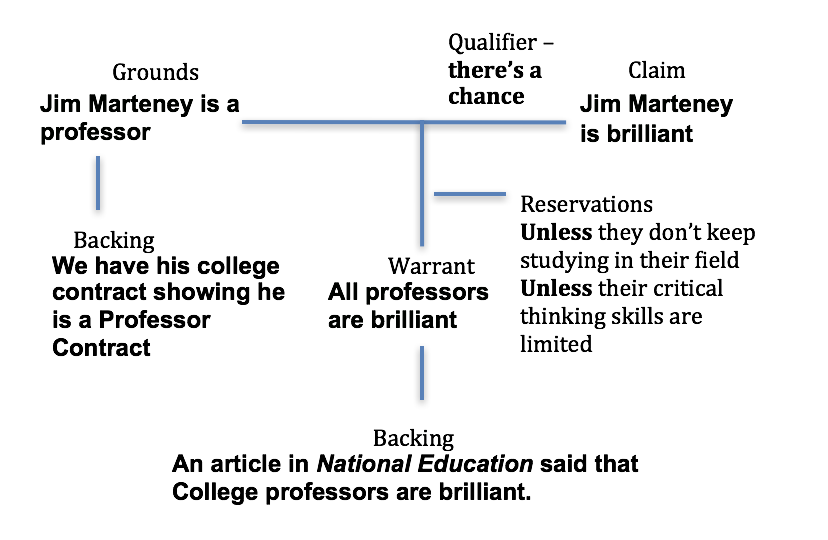 Grounds
Jim Marteney is a
professor
Qualifier –
there’s a
chance
Claim
Jim Marteney
is brilliant
Backing
We have his college
contract showing he
is a Professor
Contract
Warrant
All professors
are brilliant
Reservations
Unless they don’t keep
studying in their field
Unless their critical
thinking skills are
limited
Backing
An article in National Education said that
College professors are brilliant.